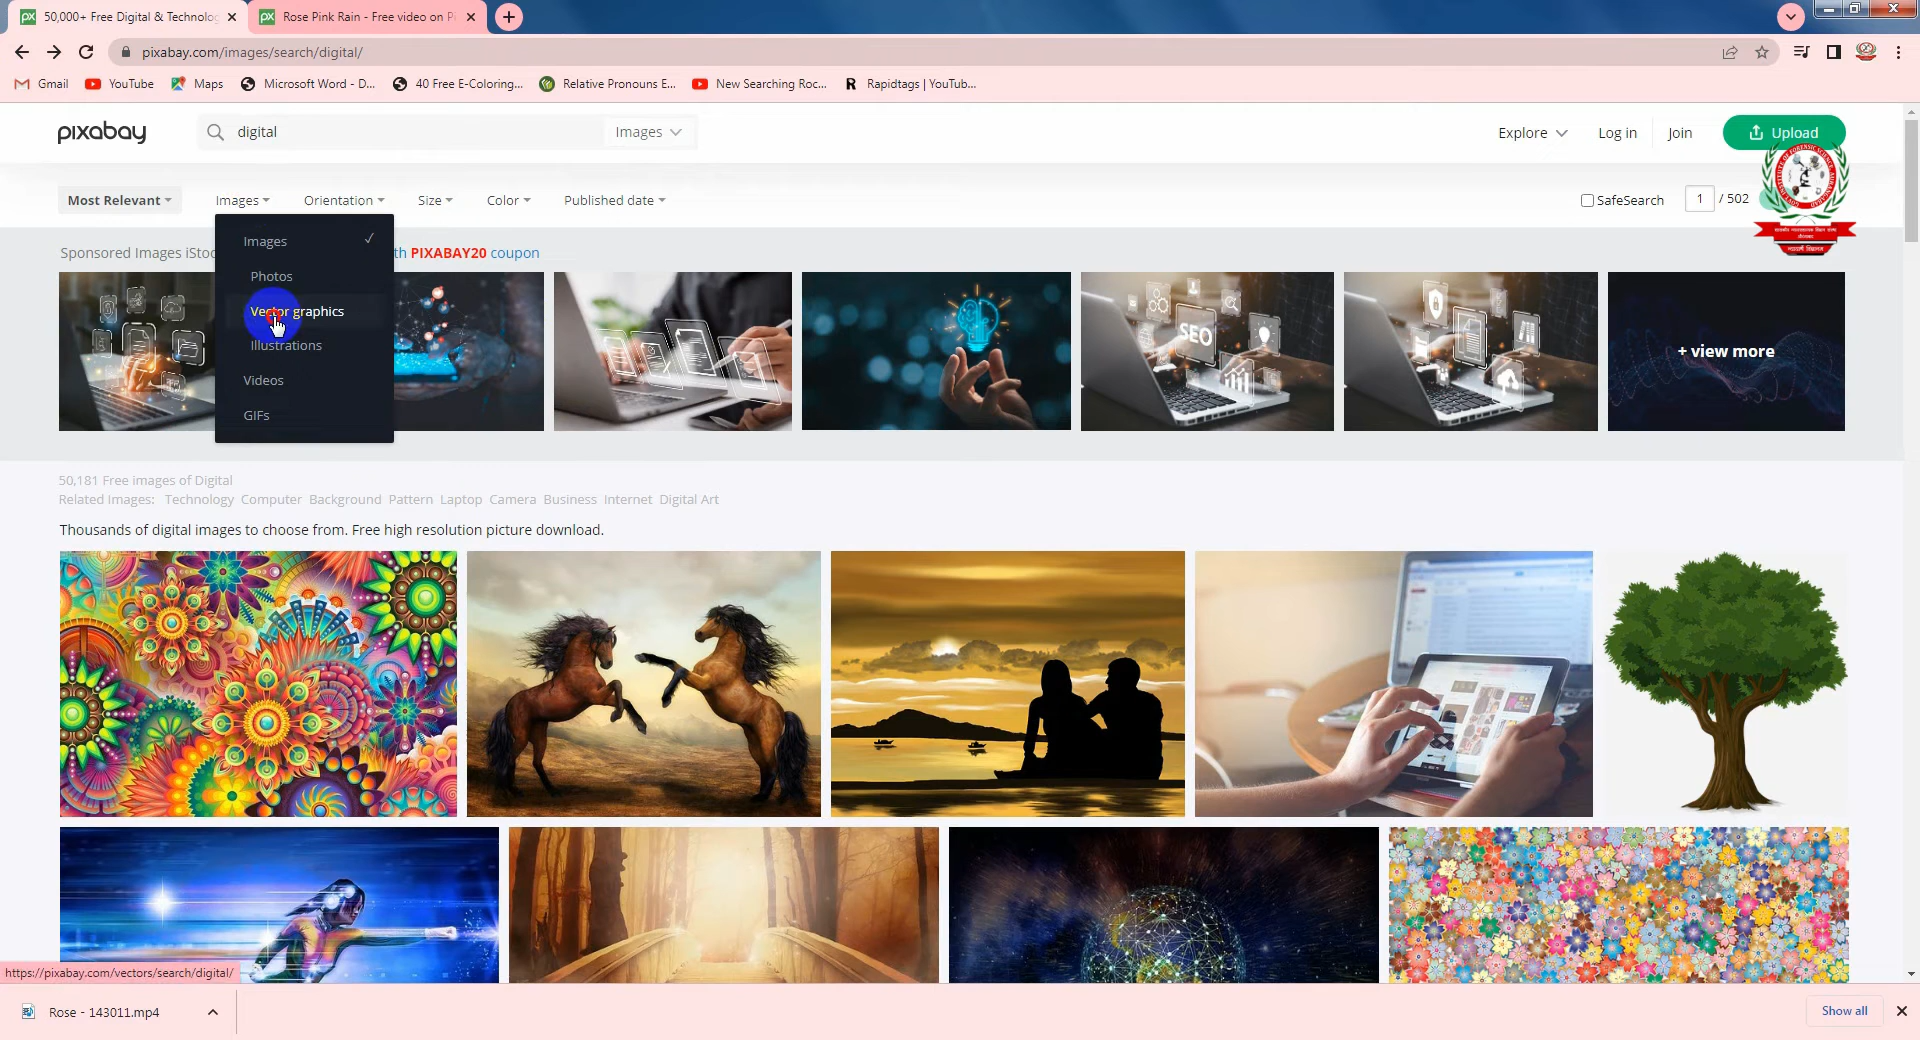 50,000+ Free Digital & Technolog
Rose Pink Rain - Free video on Pi
pixabay.com/images/search/digital/
Gmail YouTube Maps Microsoft Word - D... 40 Free E-Coloring... Relative Pronouns E... New Searching Roc... R Rapidtags | YouTub...
pixabay digital Images Explore Log in Join Upload
Most Relevant Images Orientation Size Color Published date SafeSearch 1 / 502
Images
Photos
Vector graphics
Illustrations
Videos
GIFs
Sponsored Images iStoc
th PIXABAY20 coupon
SEO
+ view more
50,181 Free images of Digital
Related Images: Technology Computer Background Pattern Laptop Camera Business Internet Digital Art
Thousands of digital images to choose from. Free high resolution picture download.
https://pixabay.com/vectors/search/digital/
Rose - 143011.mp4
Show all